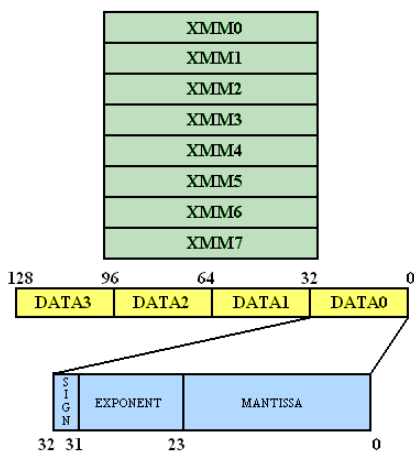 XMM0
XMM1
XMM2
XMM3
XMM4
XMM5
XMM6
XMM7
128 96 64 32 0
DATA3 DATA2 DATA1 DATA0
SIGN EXPONENT MANTISSA
32 31 23 0